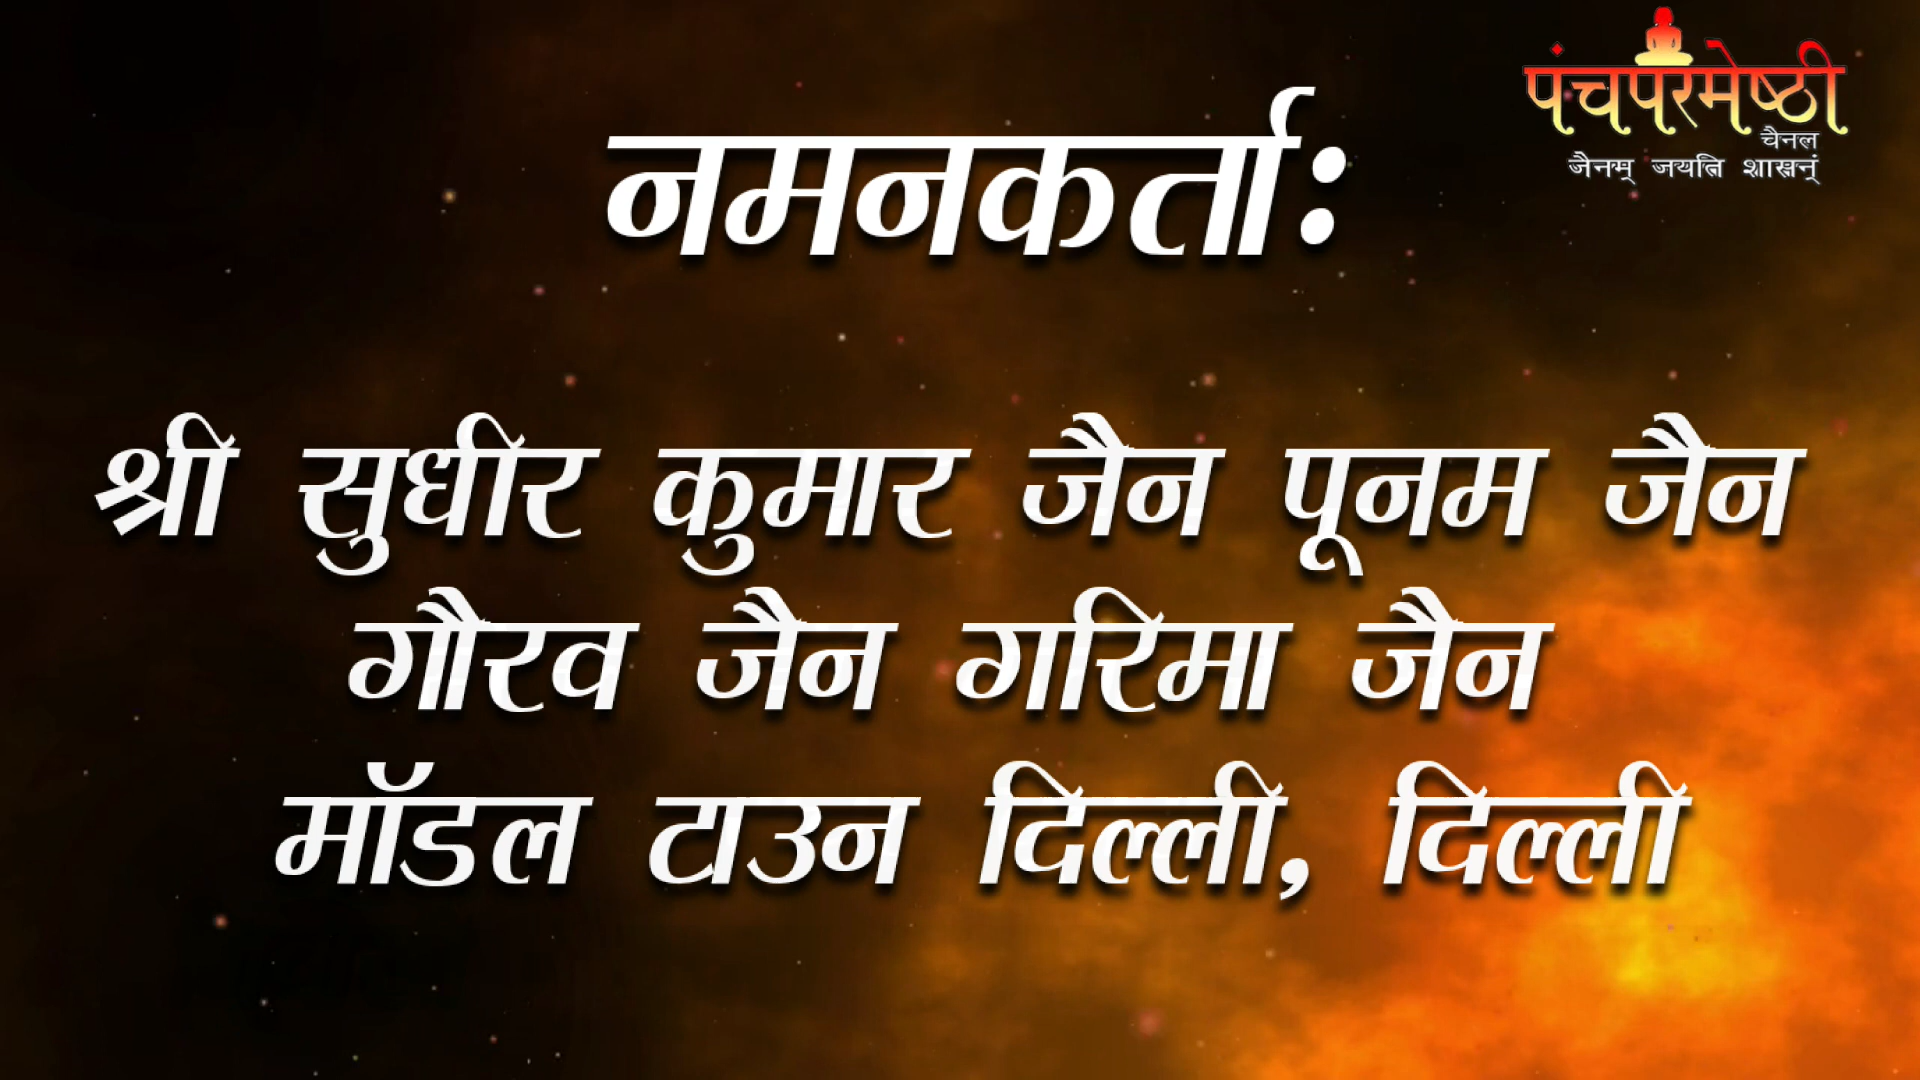 पंचपरमेष्ठी
चैनल
जैनम् जयति शासनं
नमनकर्ताः
श्री सुधीर कुमार जैन पूनम जैन
गौरव जैन गरिमा जैन
मॉडल टाउन दिल्ली, दिल्ली